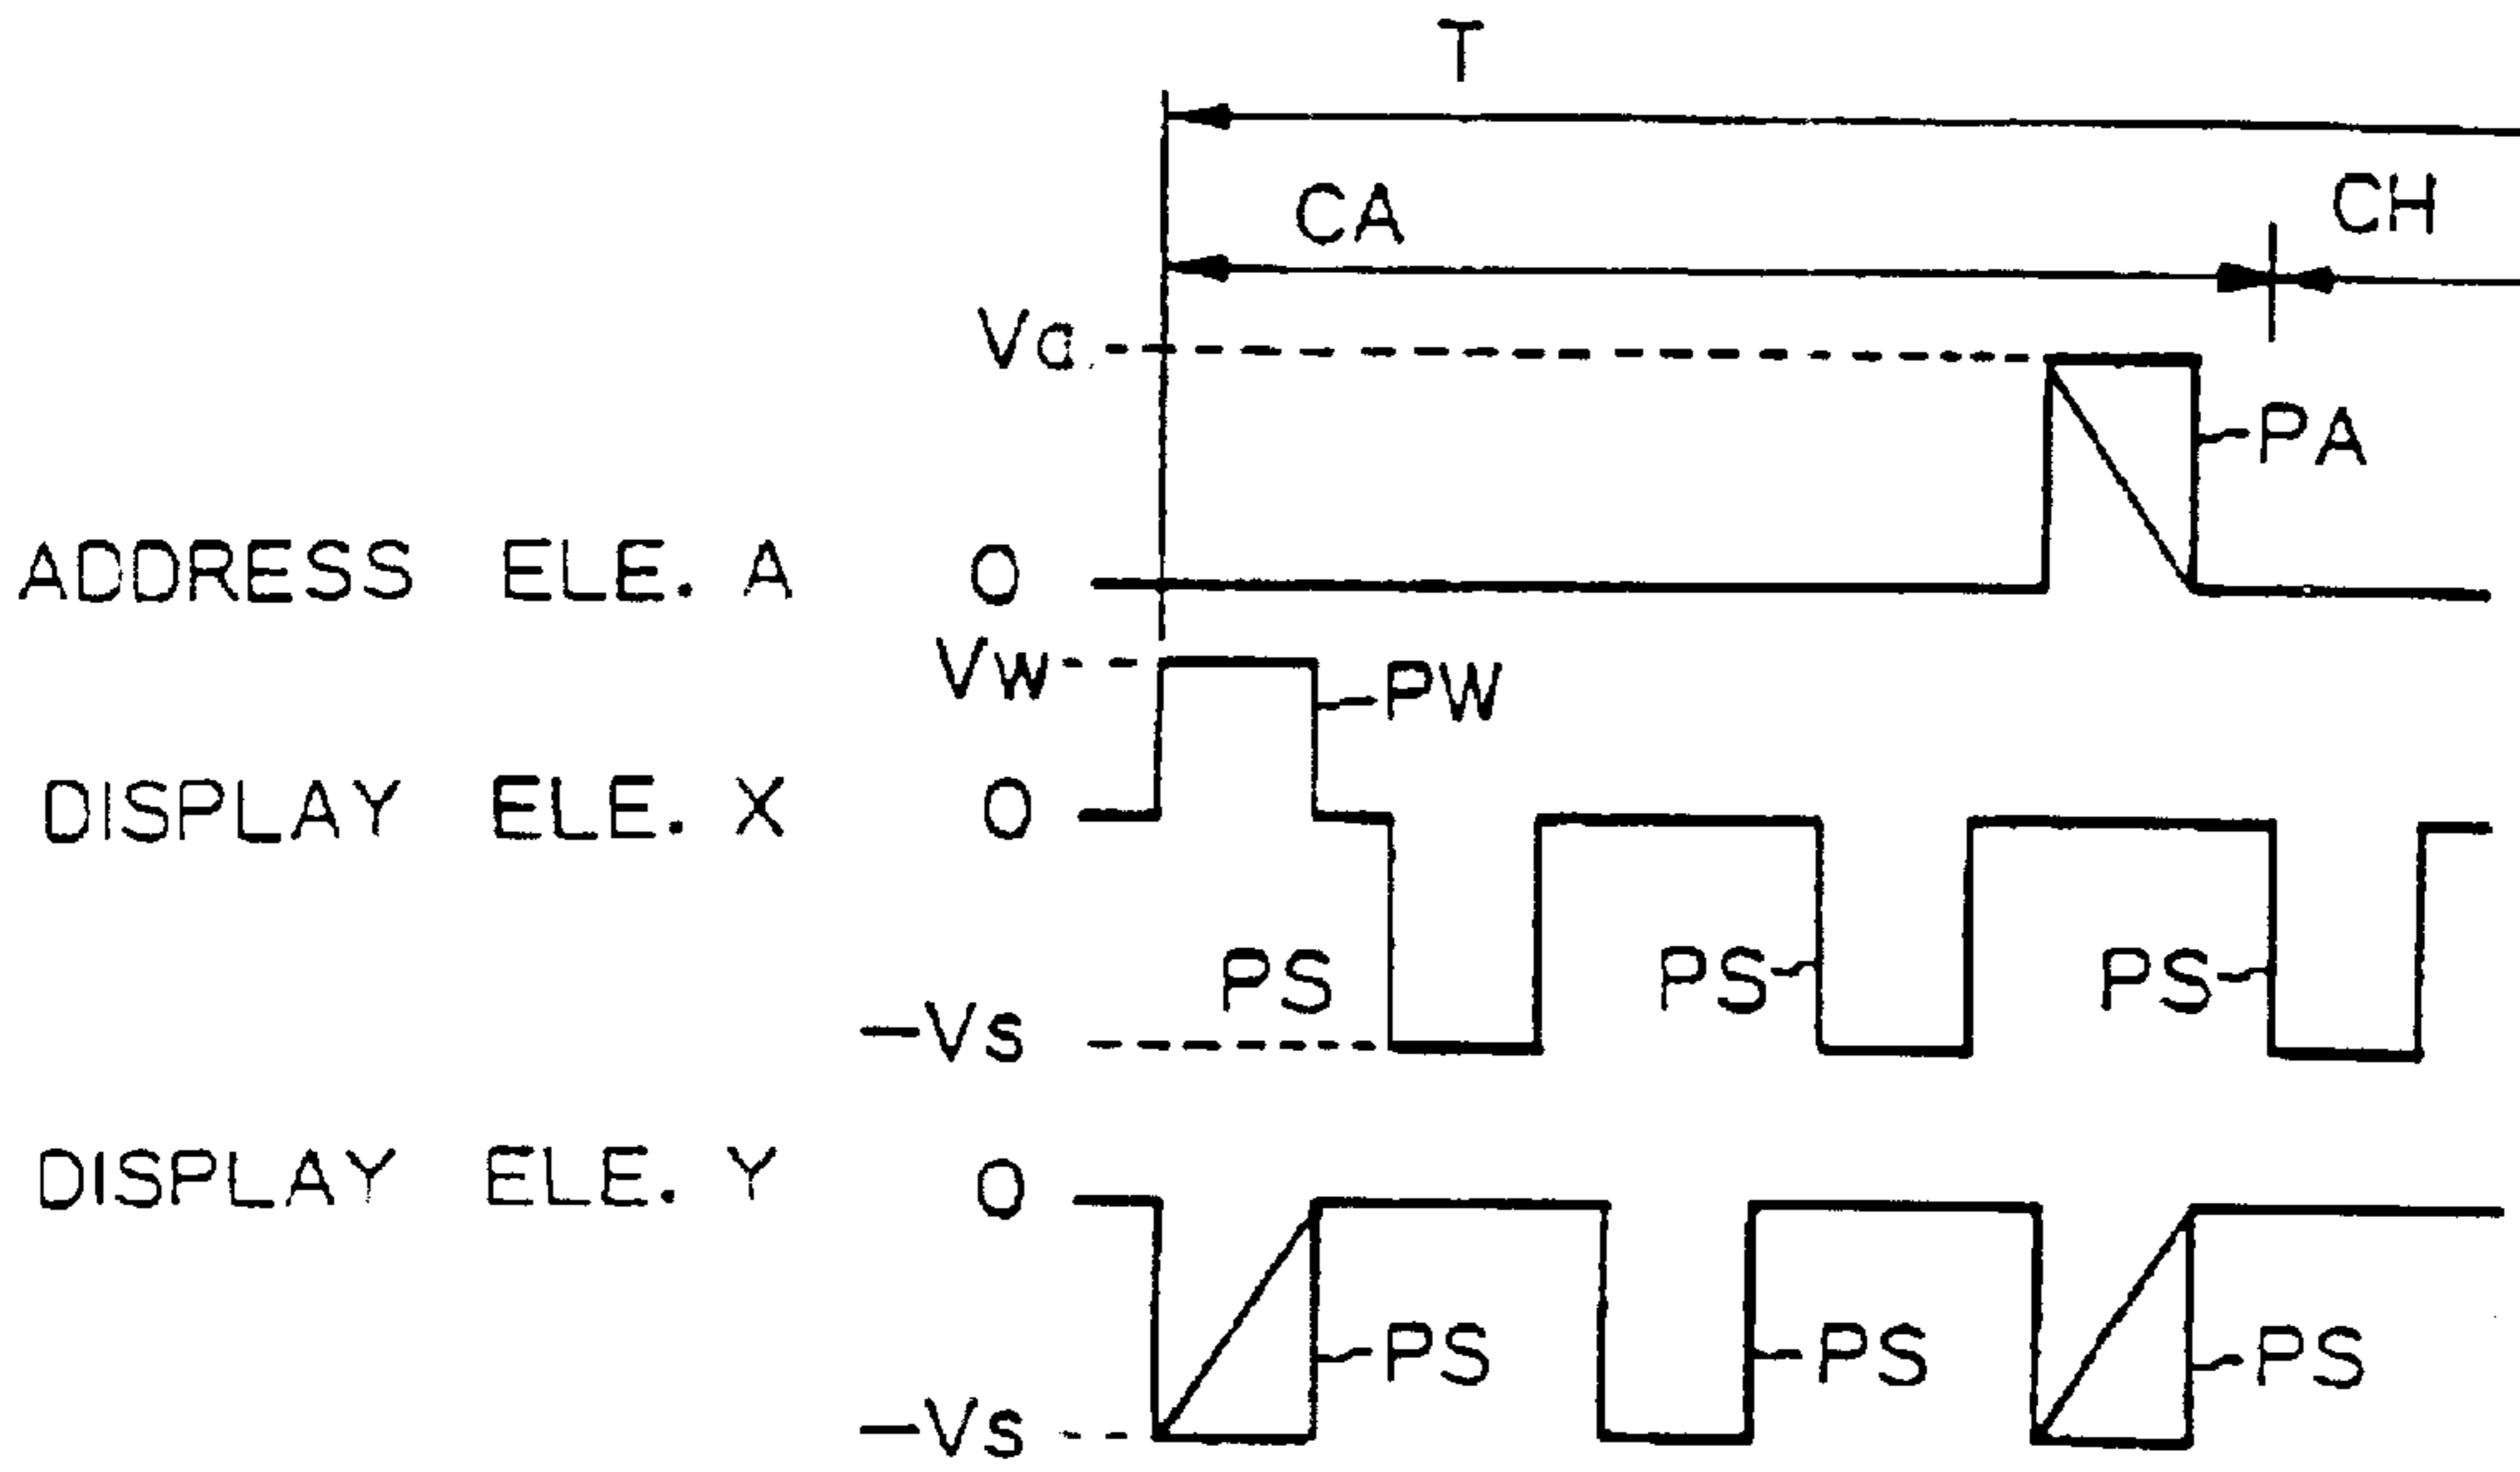 T
CA
CH
Va
PA
ADDRESS ELE. A
0
Vw
PW
DISPLAY ELE. X
0
PS
PS
PS
-Vs
DISPLAY ELE. Y
0
PS
PS
PS
-Vs